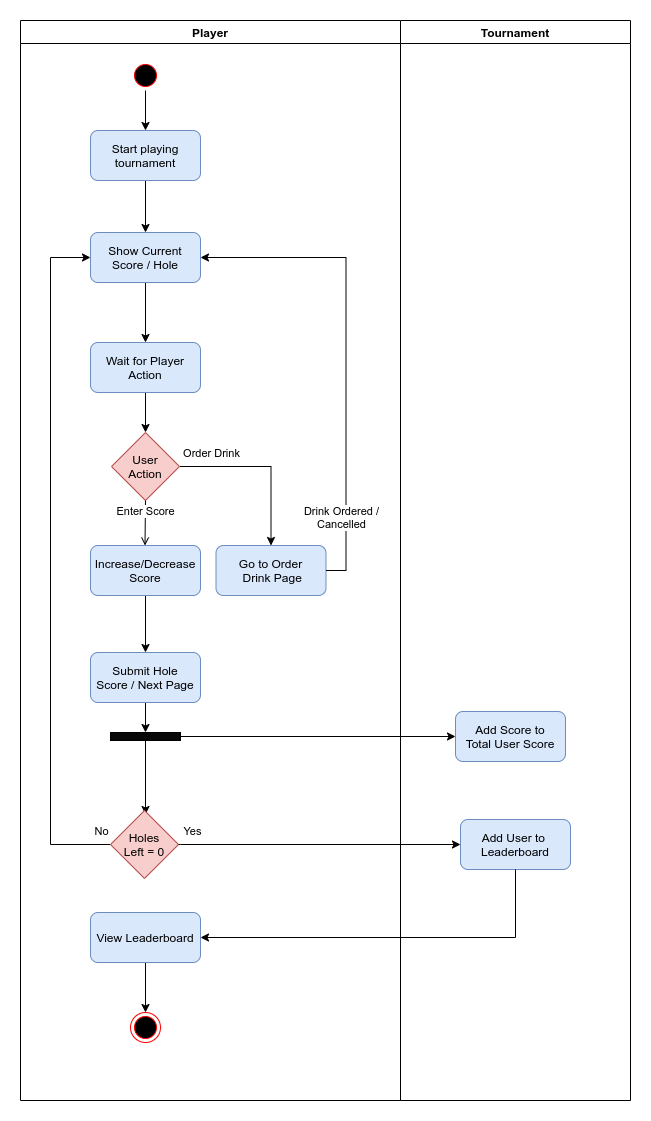 Player
Tournament
Start playing
tournament
Show Current
Score / Hole
Wait for Player
Action
User
Action
Order Drink
Enter Score
Drink Ordered /
Cancelled
Increase/Decrease
Score
Go to Order
Drink Page
Submit Hole
Score / Next Page
Add Score to
Total User Score
No
Holes
Left = 0
Yes
Add User to
Leaderboard
View Leaderboard